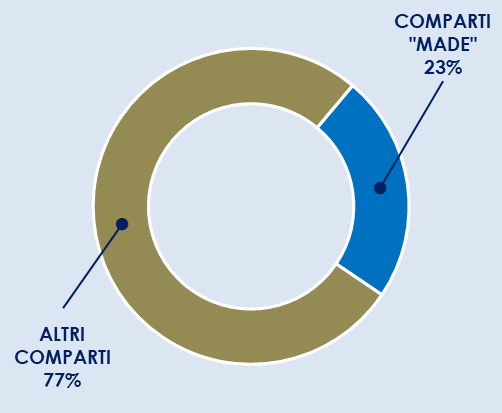 COMPARTI
"MADE"
23%
ALTRI
COMPARTI
77%